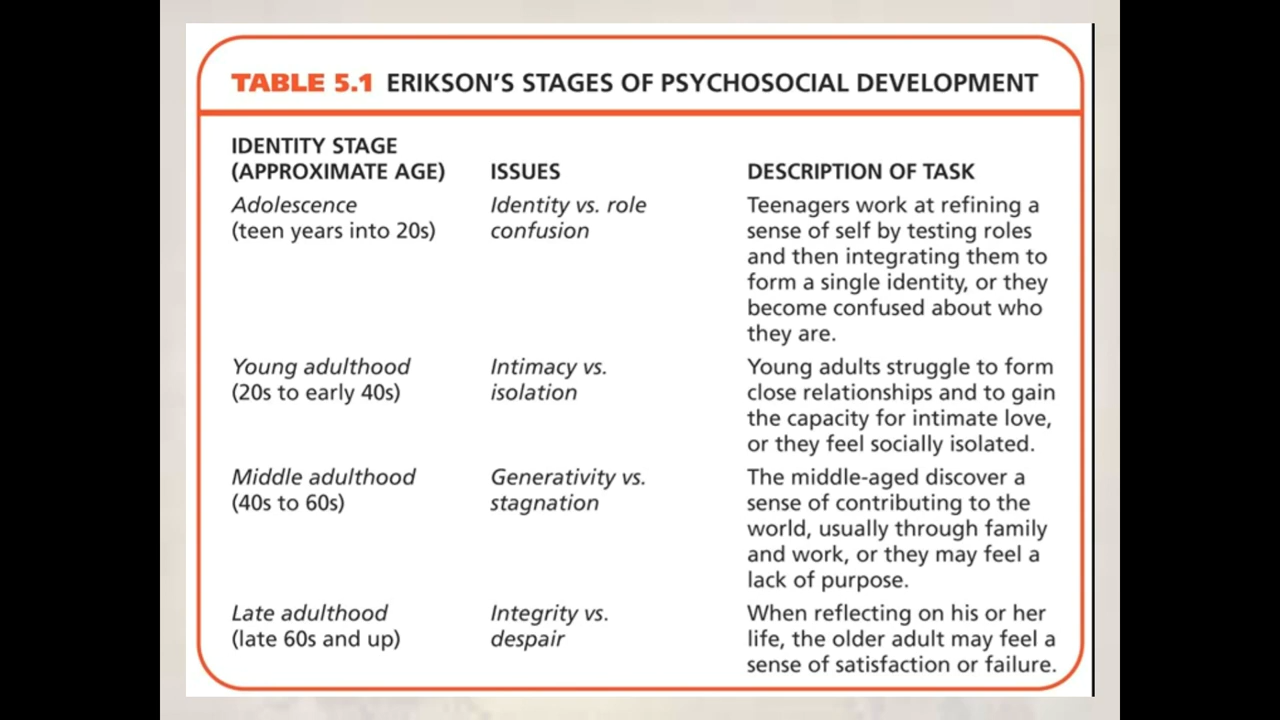 TABLE 5.1 ERIKSON'S STAGES OF PSYCHOSOCIAL DEVELOPMENT
IDENTITY STAGE
(APPROXIMATE AGE) ISSUES DESCRIPTION OF TASK
Adolescence Identity vs. role Teenagers work at refining a
(teen years into 20s) confusion sense of self by testing roles
and then integrating them to
form a single identity, or they
become confused about who
they are.
Young adulthood Intimacy vs. Young adults struggle to form
(20s to early 40s) isolation close relationships and to gain
the capacity for intimate love,
or they feel socially isolated.
Middle adulthood Generativity vs. The middle-aged discover a
(40s to 60s) stagnation sense of contributing to the
world, usually through family
and work, or they may feel a
lack of purpose.
Late adulthood Integrity vs. When reflecting on his or her
(late 60s and up) despair life, the older adult may feel a
sense of satisfaction or failure.